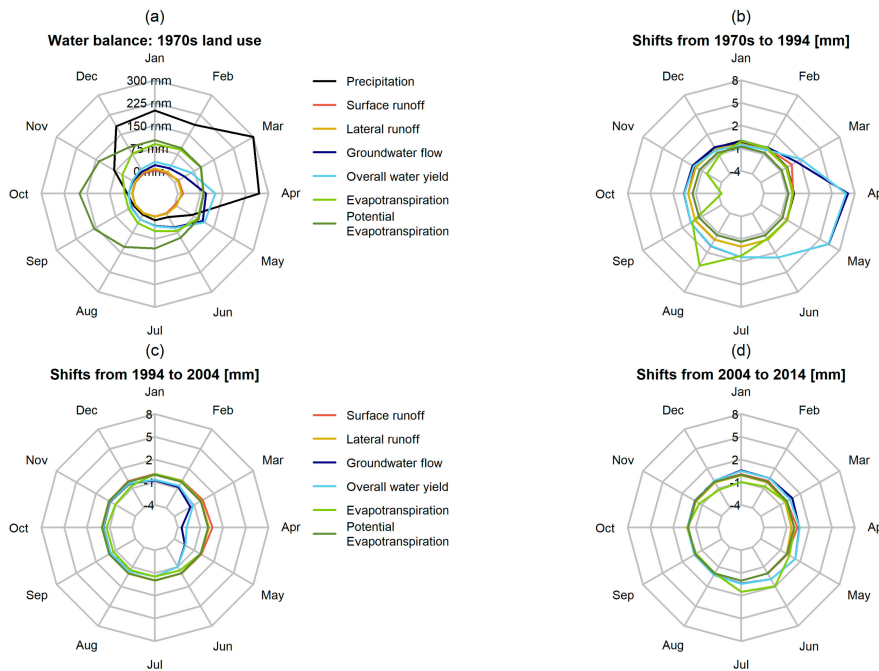 (a)
Water balance: 1970s land use
Jan
Feb
Mar
Apr
May
Jun
Jul
Aug
Sep
Oct
Nov
Dec
300 mm
225 mm
150 mm
75 mm
0 mm
Precipitation
Surface runoff
Lateral runoff
Groundwater flow
Overall water yield
Evapotranspiration
Potential
Evapotranspiration
(b)
Shifts from 1970s to 1994 [mm]
Jan
Feb
Mar
Apr
May
Jun
Jul
Aug
Sep
Oct
Nov
Dec
8
5
2
-1
-4
(c)
Shifts from 1994 to 2004 [mm]
Jan
Feb
Mar
Apr
May
Jun
Jul
Aug
Sep
Oct
Nov
Dec
8
5
2
-1
-4
Surface runoff
Lateral runoff
Groundwater flow
Overall water yield
Evapotranspiration
Potential
Evapotranspiration
(d)
Shifts from 2004 to 2014 [mm]
Jan
Feb
Mar
Apr
May
Jun
Jul
Aug
Sep
Oct
Nov
Dec
8
5
2
-1
-4